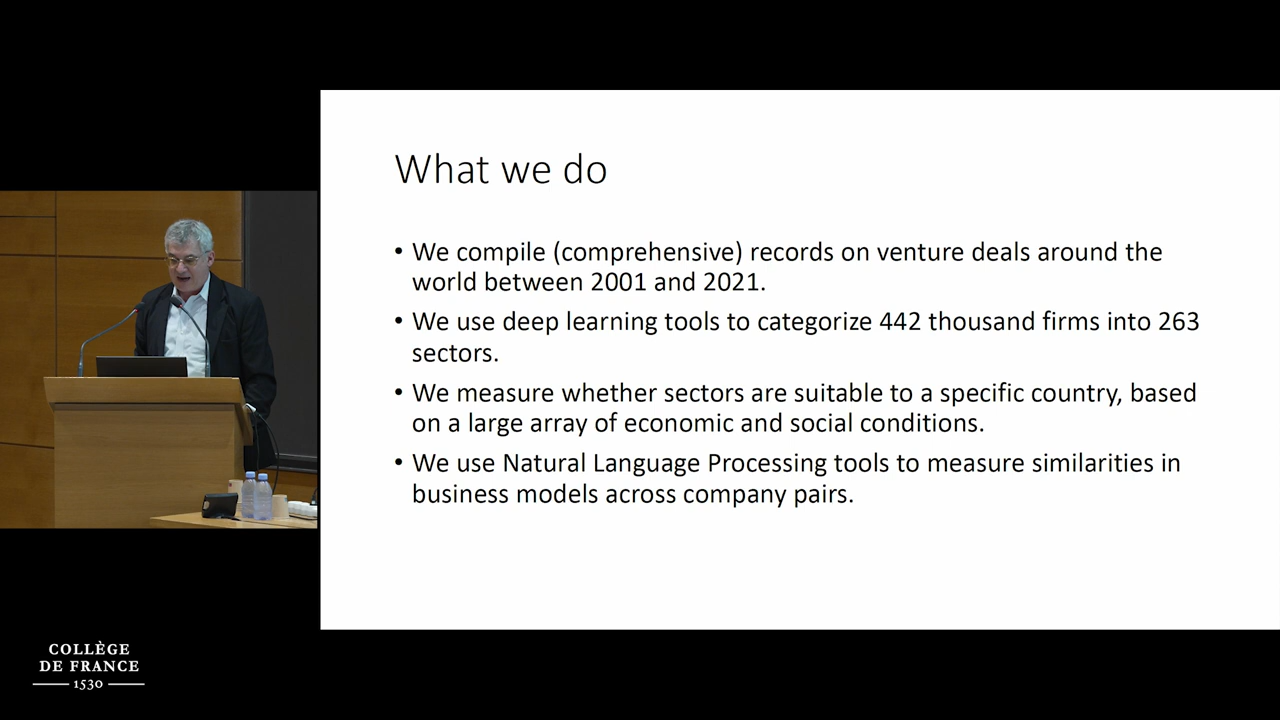 What we do
• We compile (comprehensive) records on venture deals around the
world between 2001 and 2021.
• We use deep learning tools to categorize 442 thousand firms into 263
sectors.
• We measure whether sectors are suitable to a specific country, based
on a large array of economic and social conditions.
• We use Natural Language Processing tools to measure similarities in
business models across company pairs.
COLLÈGE
DE FRANCE
1530